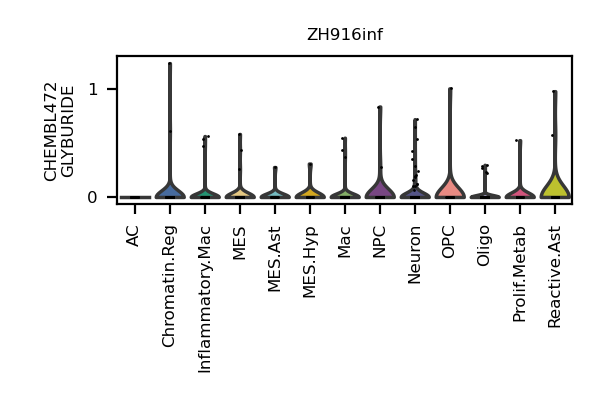 ZH916inf
CHEMBL472
GLYBURIDE
1
0
AC
Chromatin.Reg
Inflammatory.Mac
MES
MES.Ast
MES.Hyp
Mac
NPC
Neuron
OPC
Oligo
Prolif.Metab
Reactive.Ast